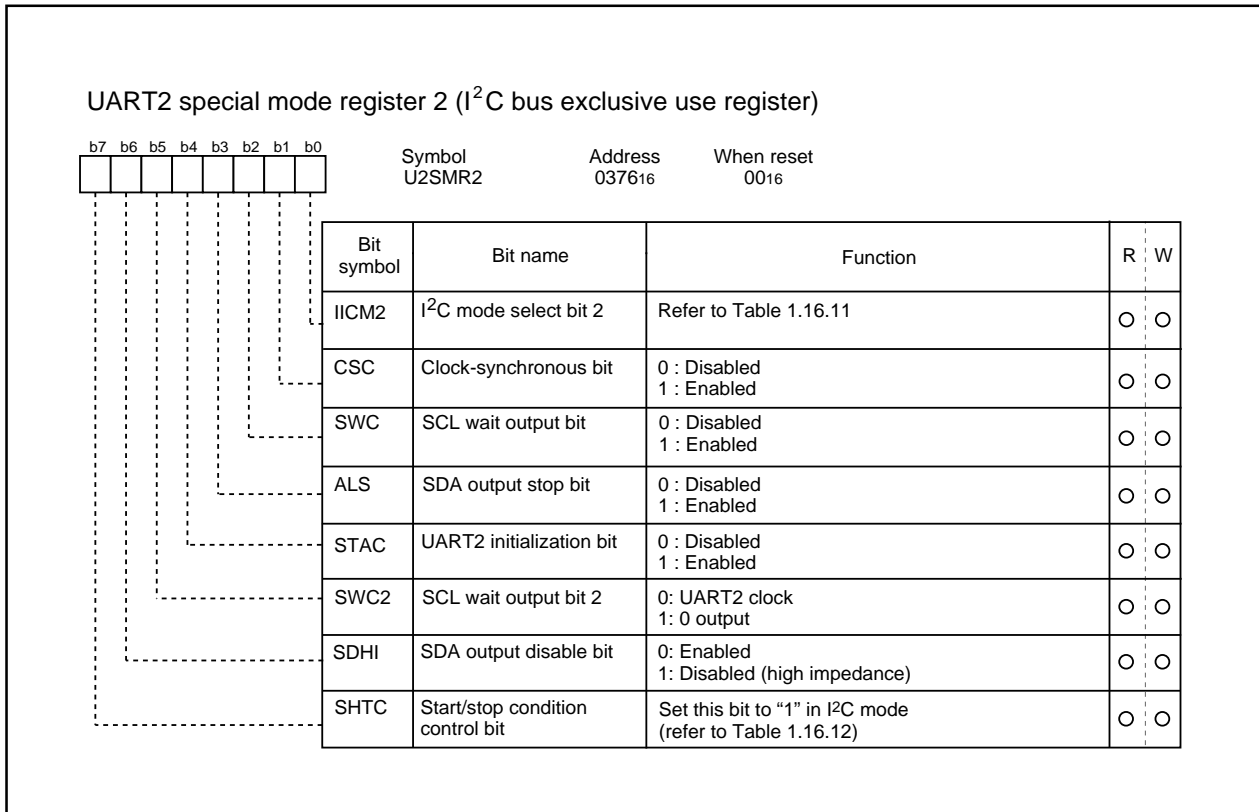 UART2 special mode register 2 (I2C bus exclusive use register)
b7 b6 b5 b4 b3 b2 b1 b0
Symbol Address When reset
U2SMR2 037616 0016
Bit symbol Bit name Function R W
IICM2 I2C mode select bit 2 Refer to Table 1.16.11
CSC Clock-synchronous bit 0 : Disabled
1 : Enabled
SWC SCL wait output bit 0 : Disabled
1 : Enabled
ALS SDA output stop bit 0 : Disabled
1 : Enabled
STAC UART2 initialization bit 0 : Disabled
1 : Enabled
SWC2 SCL wait output bit 2 0: UART2 clock
1: 0 output
SDHI SDA output disable bit 0: Enabled
1: Disabled (high impedance)
SHTC Start/stop condition control bit Set this bit to “1” in I2C mode
(refer to Table 1.16.12)